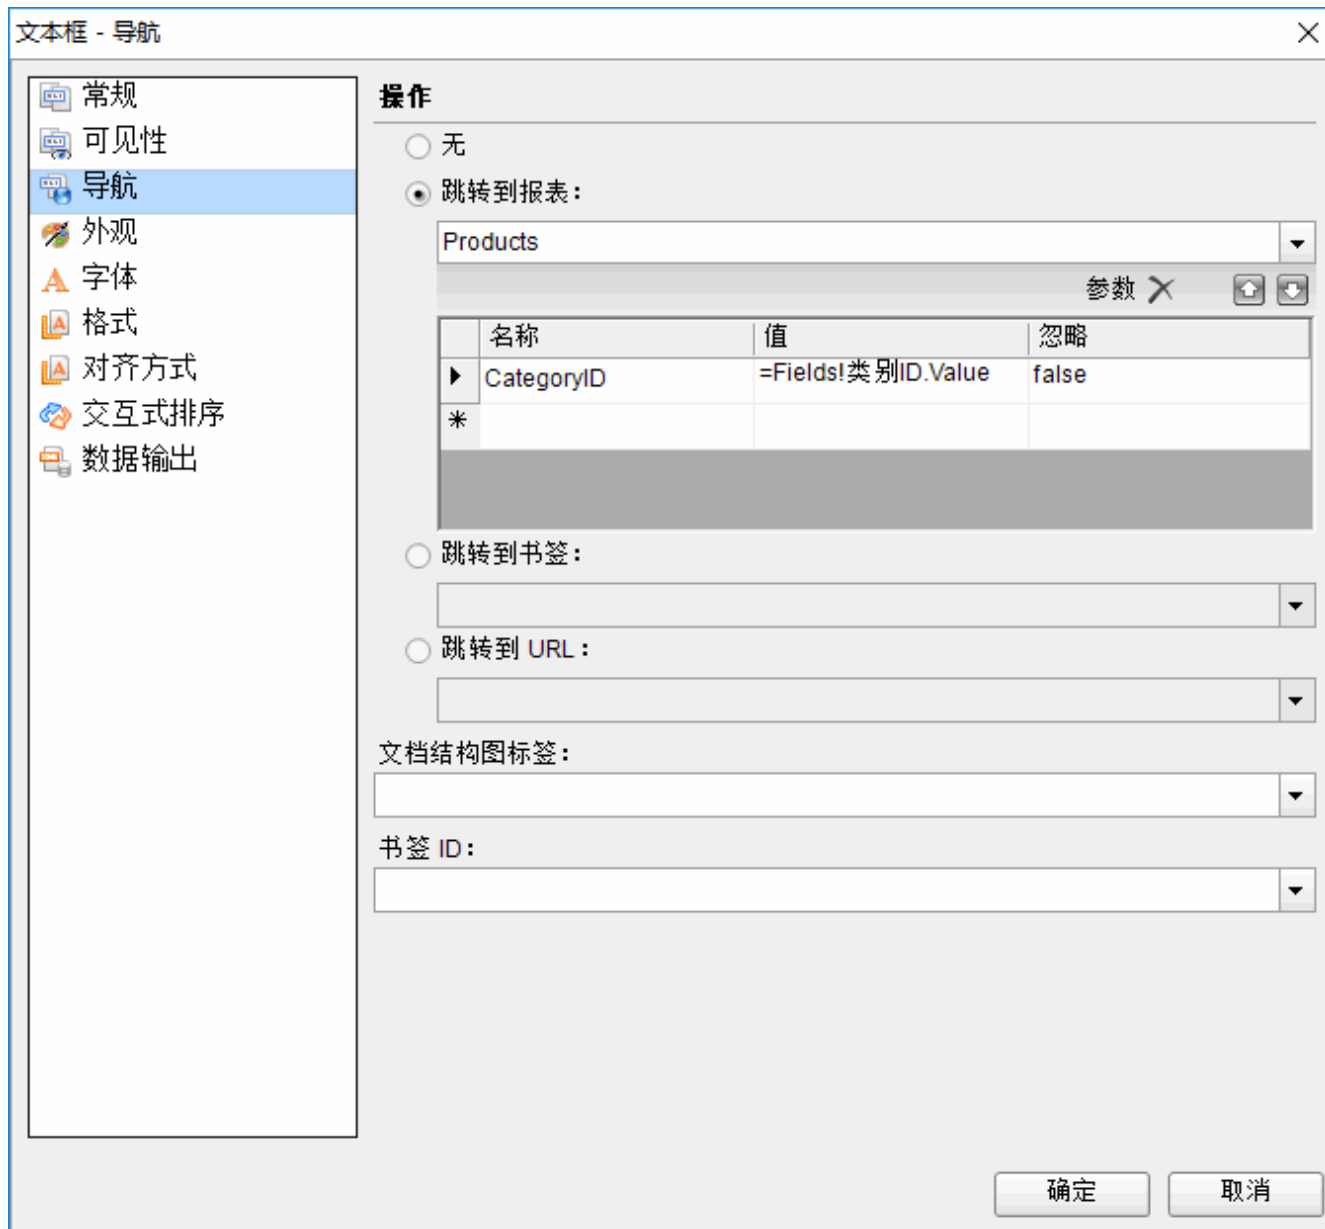 文本框 - 导航
常规
可见性
导航
外观
字体
格式
对齐方式
交互式排序
数据输出
操作
无
跳转到报表：
Products
参数
名称 值 忽略
CategoryID =Fields!类别ID.Value false
跳转到书签：
跳转到 URL：
文档结构图标签：
书签 ID：
确定 取消